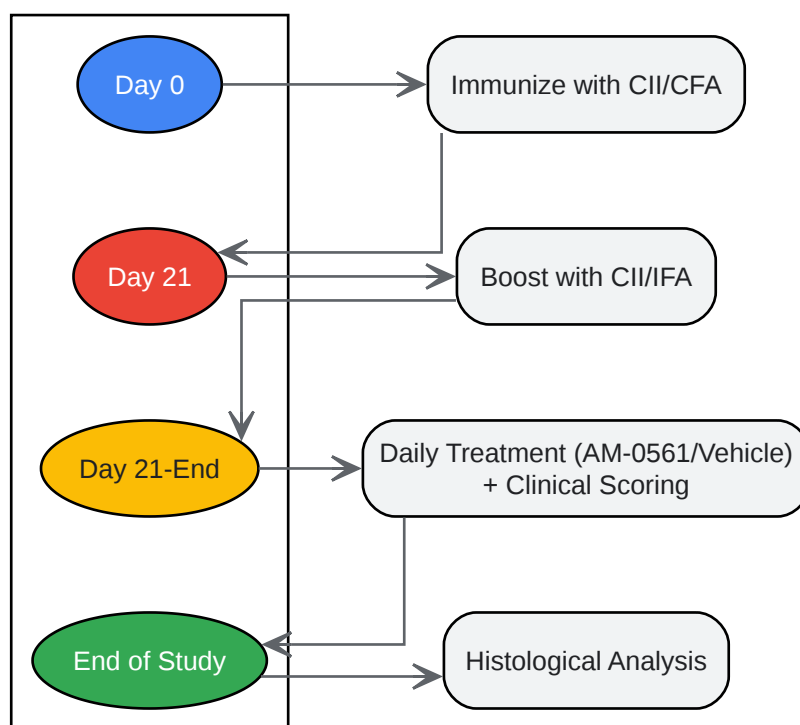 Day 0
Immunize with CII/CFA
Day 21
Boost with CII/IFA
Day 21-End
Daily Treatment (AM-0561/Vehicle)
+ Clinical Scoring
End of Study
Histological Analysis